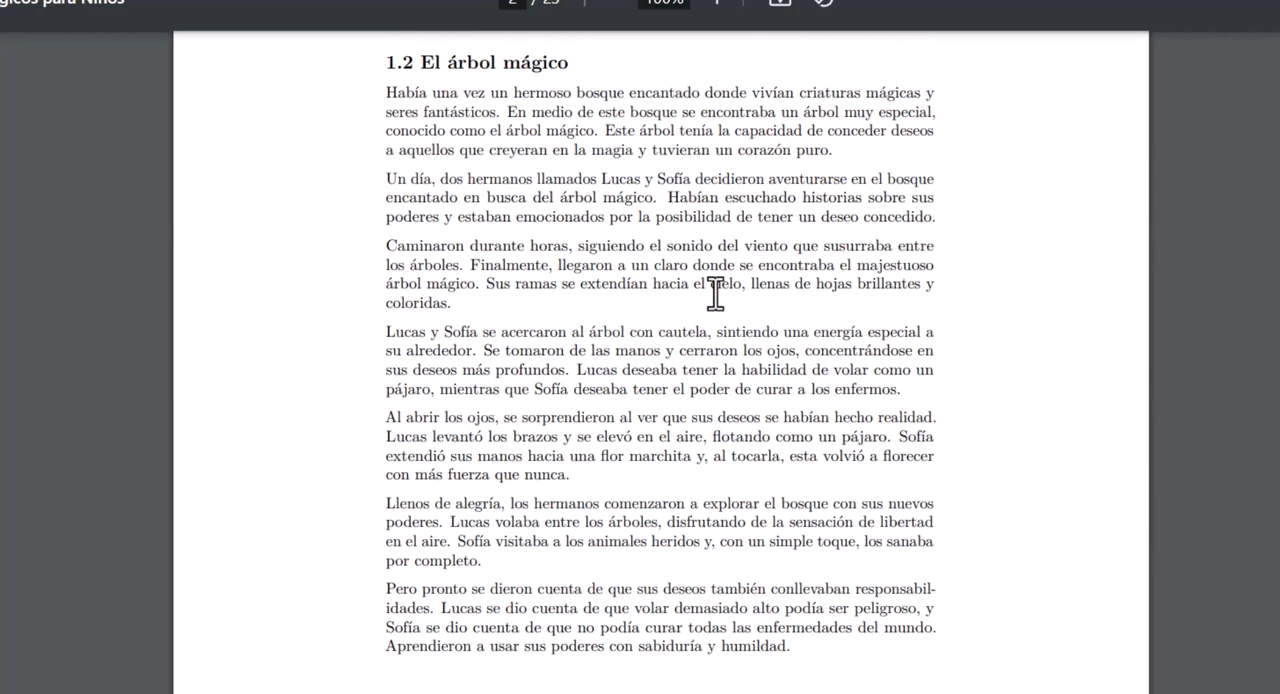 gicos para Niños
2 / 25
100%
1.2 El árbol mágico
Había una vez un hermoso bosque encantado donde vivían criaturas mágicas y
seres fantásticos. En medio de este bosque se encontraba un árbol muy especial,
conocido como el árbol mágico. Este árbol tenía la capacidad de conceder deseos
a aquellos que creyeran en la magia y tuvieran un corazón puro.
Un día, dos hermanos llamados Lucas y Sofía decidieron aventurarse en el bosque
encantado en busca del árbol mágico. Habían escuchado historias sobre sus
poderes y estaban emocionados por la posibilidad de tener un deseo concedido.
Caminaron durante horas, siguiendo el sonido del viento que susurraba entre
los árboles. Finalmente, llegaron a un claro donde se encontraba el majestuoso
árbol mágico. Sus ramas se extendían hacia el cielo, llenas de hojas brillantes y
coloridas.
Lucas y Sofía se acercaron al árbol con cautela, sintiendo una energía especial a
su alrededor. Se tomaron de las manos y cerraron los ojos, concentrándose en
sus deseos más profundos. Lucas deseaba tener la habilidad de volar como un
pájaro, mientras que Sofía deseaba tener el poder de curar a los enfermos.
Al abrir los ojos, se sorprendieron al ver que sus deseos se habían hecho realidad.
Lucas levantó los brazos y se elevó en el aire, flotando como un pájaro. Sofía
extendió sus manos hacia una flor marchita y, al tocarla, esta volvió a florecer
con más fuerza que nunca.
Llenos de alegría, los hermanos comenzaron a explorar el bosque con sus nuevos
poderes. Lucas volaba entre los árboles, disfrutando de la sensación de libertad
en el aire. Sofía visitaba a los animales heridos y, con un simple toque, los sanaba
por completo.
Pero pronto se dieron cuenta de que sus deseos también conllevaban responsabil-
idades. Lucas se dio cuenta de que volar demasiado alto podía ser peligroso, y
Sofía se dio cuenta de que no podía curar todas las enfermedades del mundo.
Aprendieron a usar sus poderes con sabiduría y humildad.